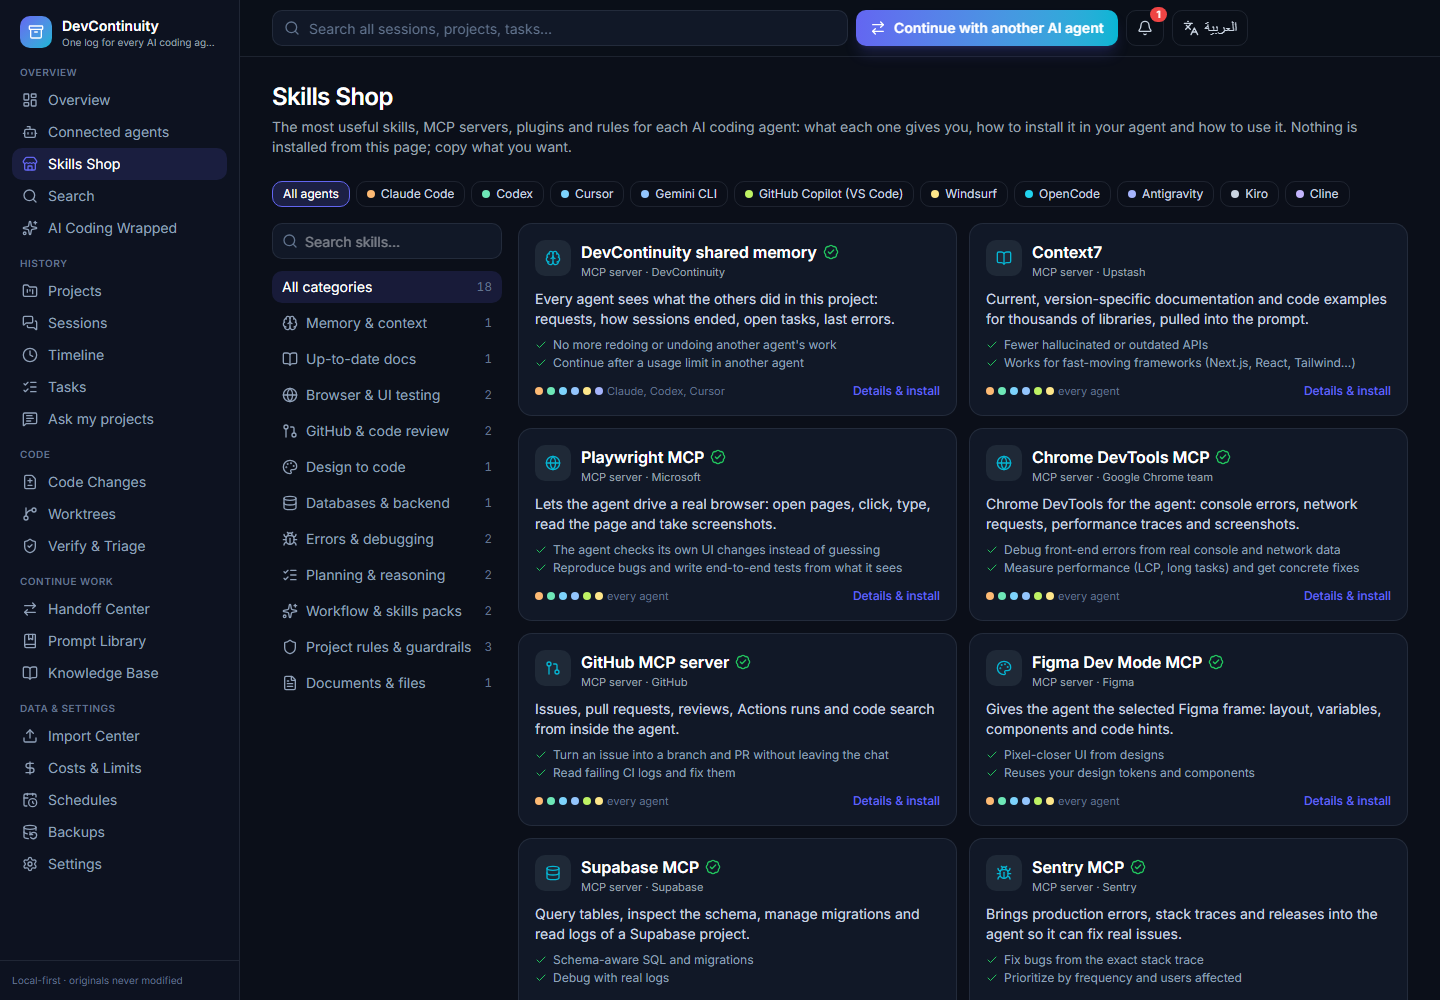 DevContinuity
One log for every AI coding ag...
OVERVIEW
Overview
Connected agents
Skills Shop
Search
AI Coding Wrapped
HISTORY
Projects
Sessions
Timeline
Tasks
Ask my projects
CODE
Code Changes
Worktrees
Verify & Triage
CONTINUE WORK
Handoff Center
Prompt Library
Knowledge Base
DATA & SETTINGS
Import Center
Costs & Limits
Schedules
Backups
Settings
Local-first · originals never modified
Search all sessions, projects, tasks...
Continue with another AI agent
1
العربية
Skills Shop
The most useful skills, MCP servers, plugins and rules for each AI coding agent: what each one gives you, how to install it in your agent and how to use it. Nothing is
installed from this page; copy what you want.
All agents
Claude Code
Codex
Cursor
Gemini CLI
GitHub Copilot (VS Code)
Windsurf
OpenCode
Antigravity
Kiro
Cline
Search skills...
All categories 18
Memory & context 1
Up-to-date docs 1
Browser & UI testing 2
GitHub & code review 2
Design to code 1
Databases & backend 1
Errors & debugging 2
Planning & reasoning 2
Workflow & skills packs 2
Project rules & guardrails 3
Documents & files 1
DevContinuity shared memory
MCP server · DevContinuity
Every agent sees what the others did in this project:
requests, how sessions ended, open tasks, last errors.
No more redoing or undoing another agent's work
Continue after a usage limit in another agent
Claude, Codex, Cursor
Details & install
Context7
MCP server · Upstash
Current, version-specific documentation and code examples
for thousands of libraries, pulled into the prompt.
Fewer hallucinated or outdated APIs
Works for fast-moving frameworks (Next.js, React, Tailwind...)
every agent
Details & install
Playwright MCP
MCP server · Microsoft
Lets the agent drive a real browser: open pages, click, type,
read the page and take screenshots.
The agent checks its own UI changes instead of guessing
Reproduce bugs and write end-to-end tests from what it sees
every agent
Details & install
Chrome DevTools MCP
MCP server · Google Chrome team
Chrome DevTools for the agent: console errors, network
requests, performance traces and screenshots.
Debug front-end errors from real console and network data
Measure performance (LCP, long tasks) and get concrete fixes
every agent
Details & install
GitHub MCP server
MCP server · GitHub
Issues, pull requests, reviews, Actions runs and code search
from inside the agent.
Turn an issue into a branch and PR without leaving the chat
Read failing CI logs and fix them
every agent
Details & install
Figma Dev Mode MCP
MCP server · Figma
Gives the agent the selected Figma frame: layout, variables,
components and code hints.
Pixel-closer UI from designs
Reuses your design tokens and components
every agent
Details & install
Supabase MCP
MCP server · Supabase
Query tables, inspect the schema, manage migrations and
read logs of a Supabase project.
Schema-aware SQL and migrations
Debug with real logs
Sentry MCP
MCP server · Sentry
Brings production errors, stack traces and releases into the
agent so it can fix real issues.
Fix bugs from the exact stack trace
Prioritize by frequency and users affected